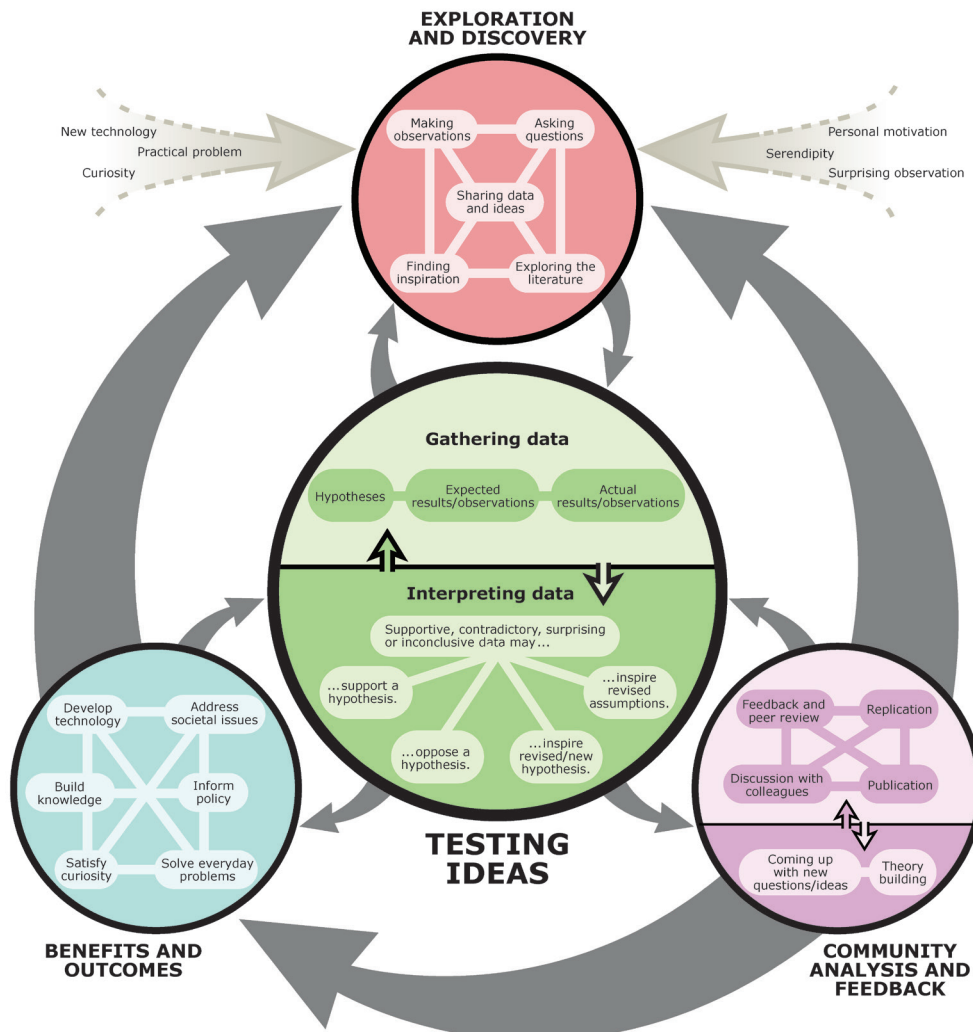 EXPLORATION
AND DISCOVERY
New technology
Practical problem
Curiosity
Personal motivation
Serendipity
Surprising observation
Making
observations
Asking
questions
Sharing data
and ideas
Finding
inspiration
Exploring the
literature
Gathering data
Hypotheses
Expected
results/observations
Actual
results/observations
Interpreting data
Supportive, contradictory, surprising
or inconclusive data may...
...support a
hypothesis.
...oppose a
hypothesis.
...inspire
revised/new
hypothesis.
...inspire
revised
assumptions.
TESTING
IDEAS
Develop
technology
Address
societal issues
Build
knowledge
Inform
policy
Satisfy
curiosity
Solve everyday
problems
BENEFITS AND
OUTCOMES
Feedback and
peer review
Replication
Discussion with
colleagues
Publication
Coming up
with new
questions/ideas
Theory
building
COMMUNITY
ANALYSIS AND
FEEDBACK